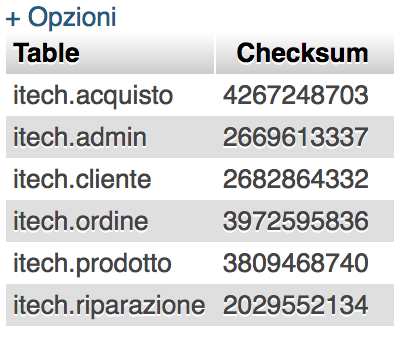 + Opzioni
Table Checksum
itech.acquisto 4267248703
itech.admin 2669613337
itech.cliente 2682864332
itech.ordine 3972595836
itech.prodotto 3809468740
itech.riparazione 2029552134